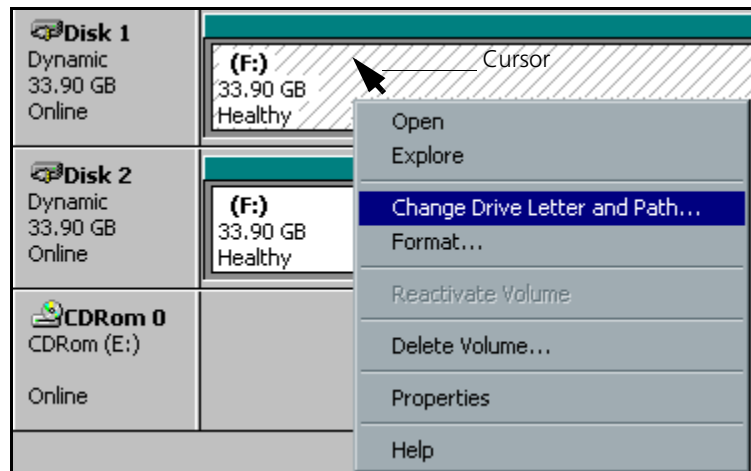 Disk 1
Dynamic
33.90 GB
Online
(F:)
33.90 GB
Healthy
Cursor
Disk 2
Dynamic
33.90 GB
Online
(F:)
33.90 GB
Healthy
CDRom 0
CDRom (E:)
Online
Open
Explore
Change Drive Letter and Path...
Format...
Reactivate Volume
Delete Volume...
Properties
Help